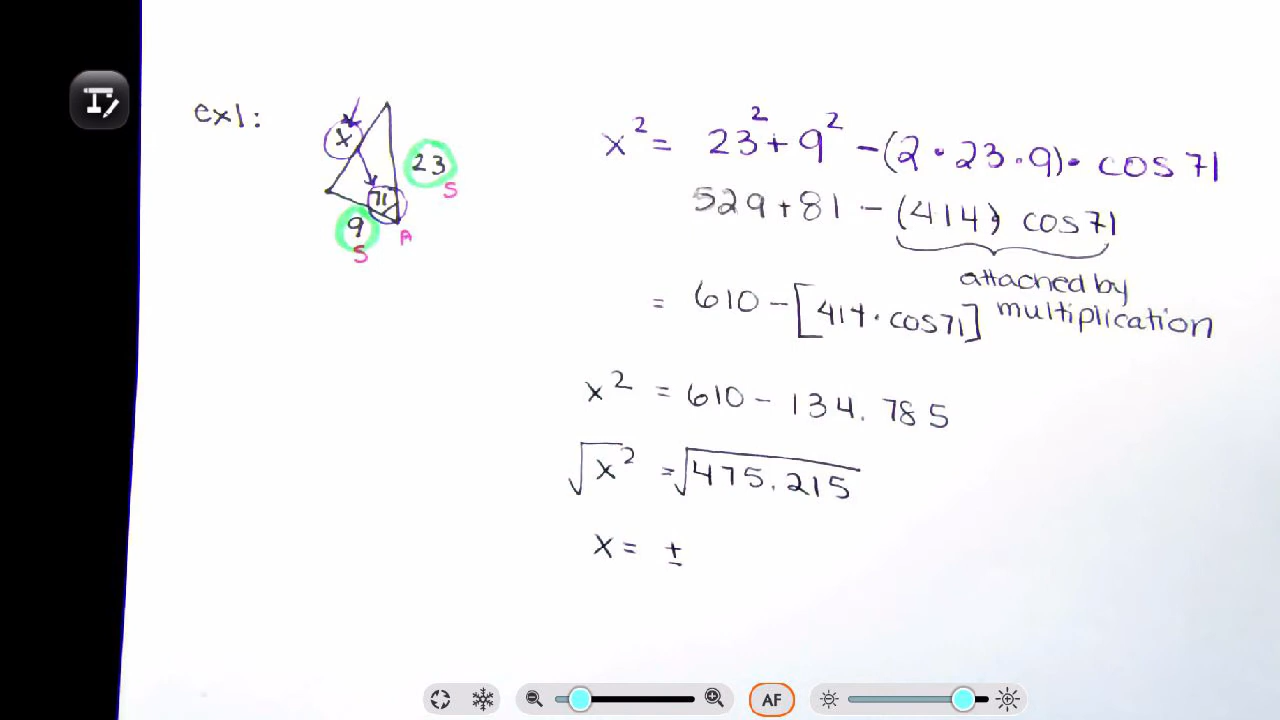 ex1:
x
23
S
71
9
S
A
x² = 23² + 9² - (2 · 23 · 9) · cos 71
529 + 81 - (414) cos 71
attached by
multiplication
= 610 - [414 · cos 71]
x² = 610 - 134.785
√x² = √475.215
x = ±
AF